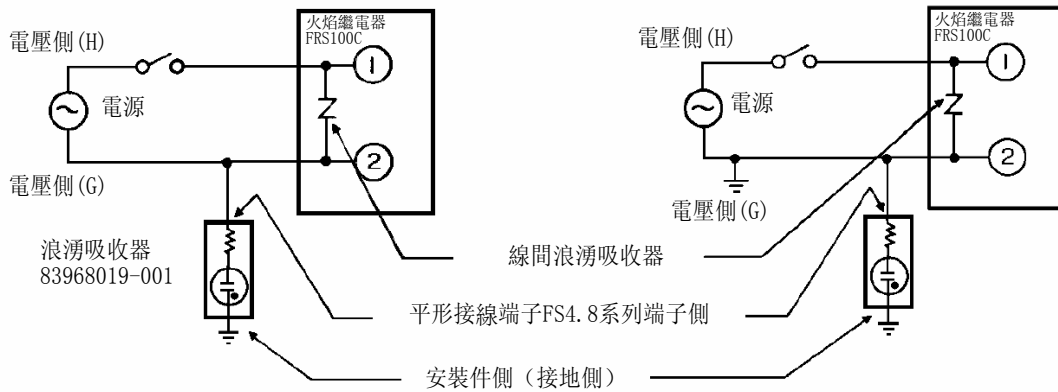 火焰繼電器
FRS100C
電壓側(H)
1
電源
2
電壓側(G)
浪湧吸收器
83968019-001
火焰繼電器
FRS100C
電壓側(H)
1
電源
2
電壓側(G)
線間浪湧吸收器
平形接線端子FS4.8系列端子側
安裝件側（接地側）